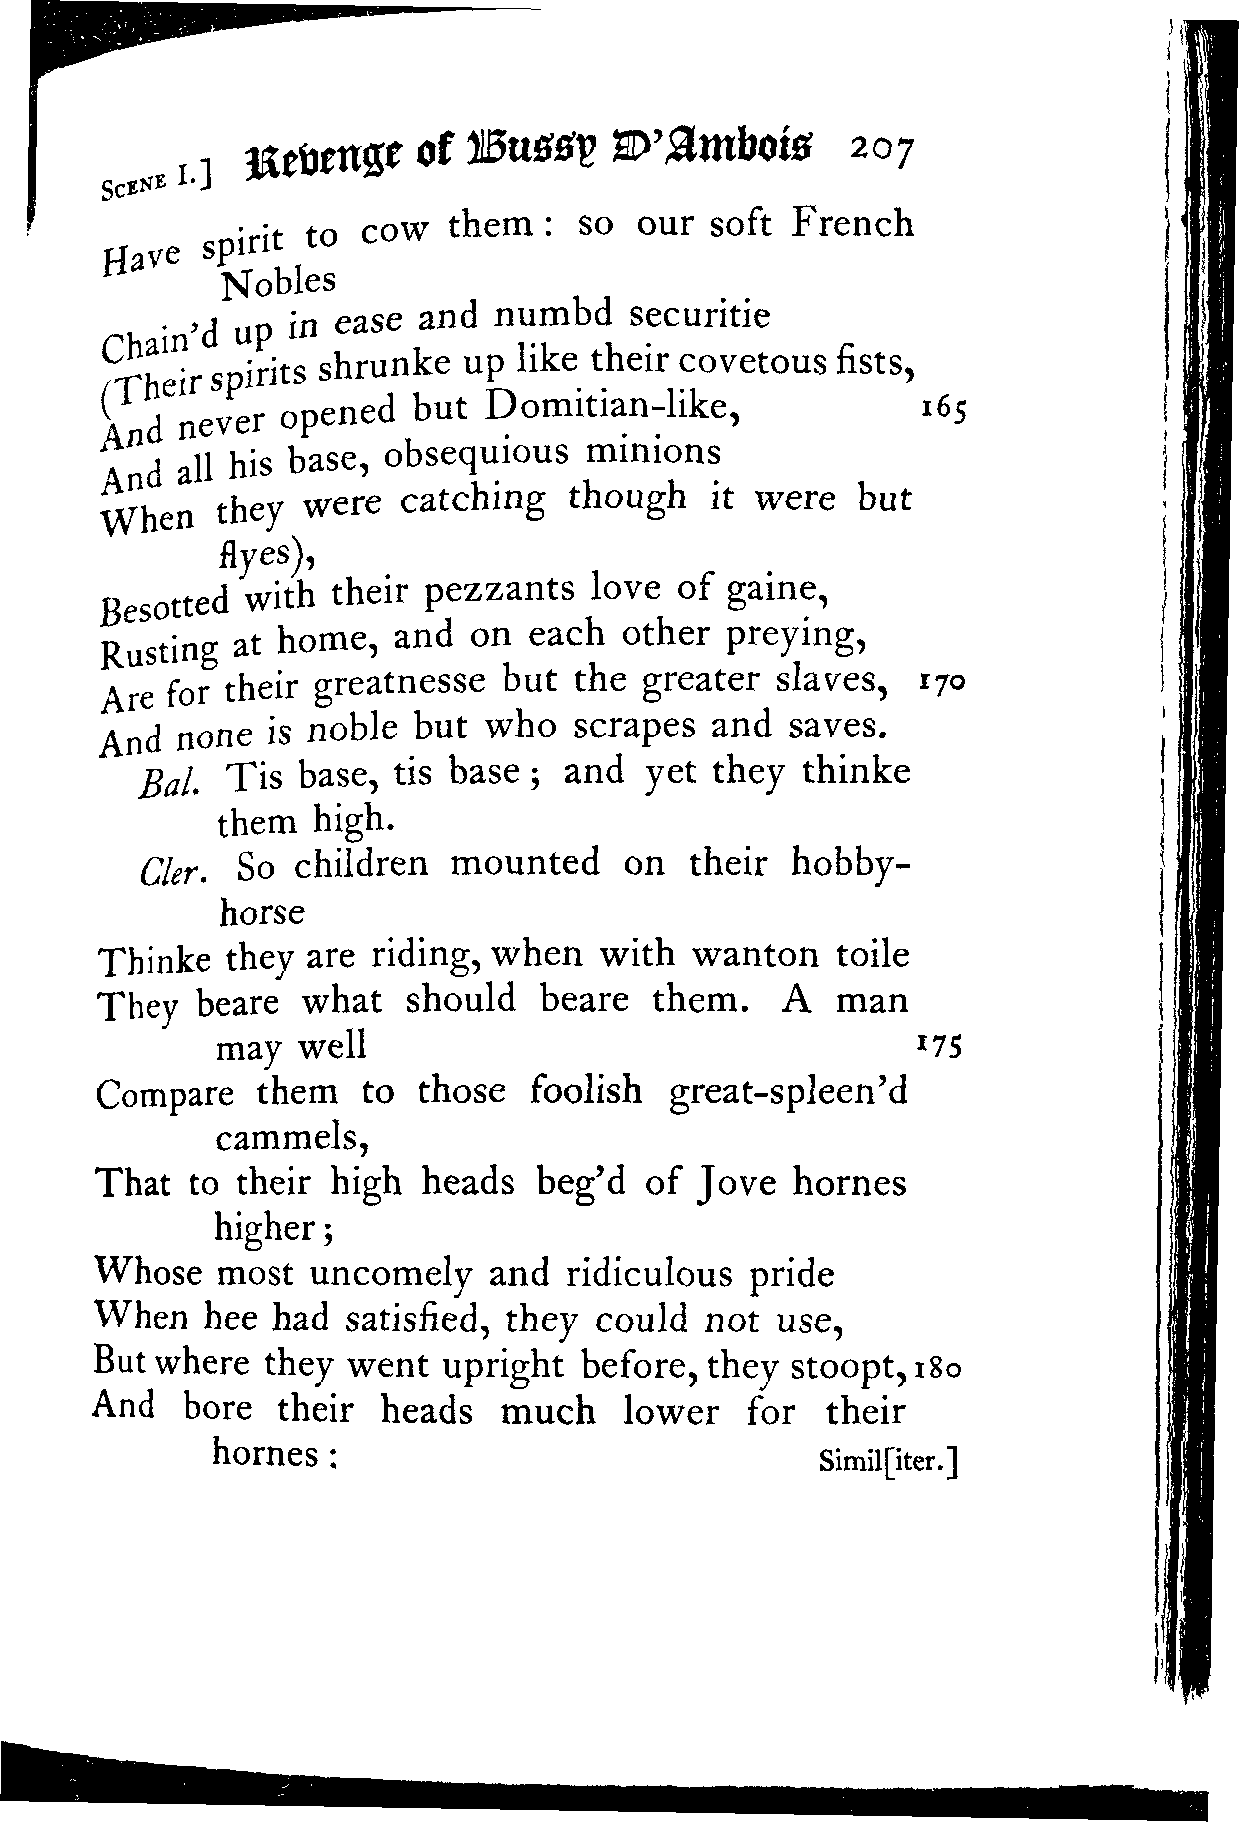 SCENE I.] Revenge of Bussy D'Ambois 207
Have spirit to cow them : so our soft French
Nobles
Chain'd up in ease and numbd securitie
(Their spirits shrunke up like their covetous fists,
And never opened but Domitian-like, 165
And all his base, obsequious minions
When they were catching though it were but
flyes),
Besotted with their pezzants love of gaine,
Rusting at home, and on each other preying,
Are for their greatnesse but the greater slaves, 170
And none is noble but who scrapes and saves.
Bal. Tis base, tis base ; and yet they thinke
them high.
Cler. So children mounted on their hobby-
horse
Thinke they are riding, when with wanton toile
They beare what should beare them. A man
may well 175
Compare them to those foolish great-spleen'd
cammels,
That to their high heads beg'd of Jove hornes
higher ;
Whose most uncomely and ridiculous pride
When hee had satisfied, they could not use,
But where they went upright before, they stoopt, 180
And bore their heads much lower for their
hornes : Simil[iter.]